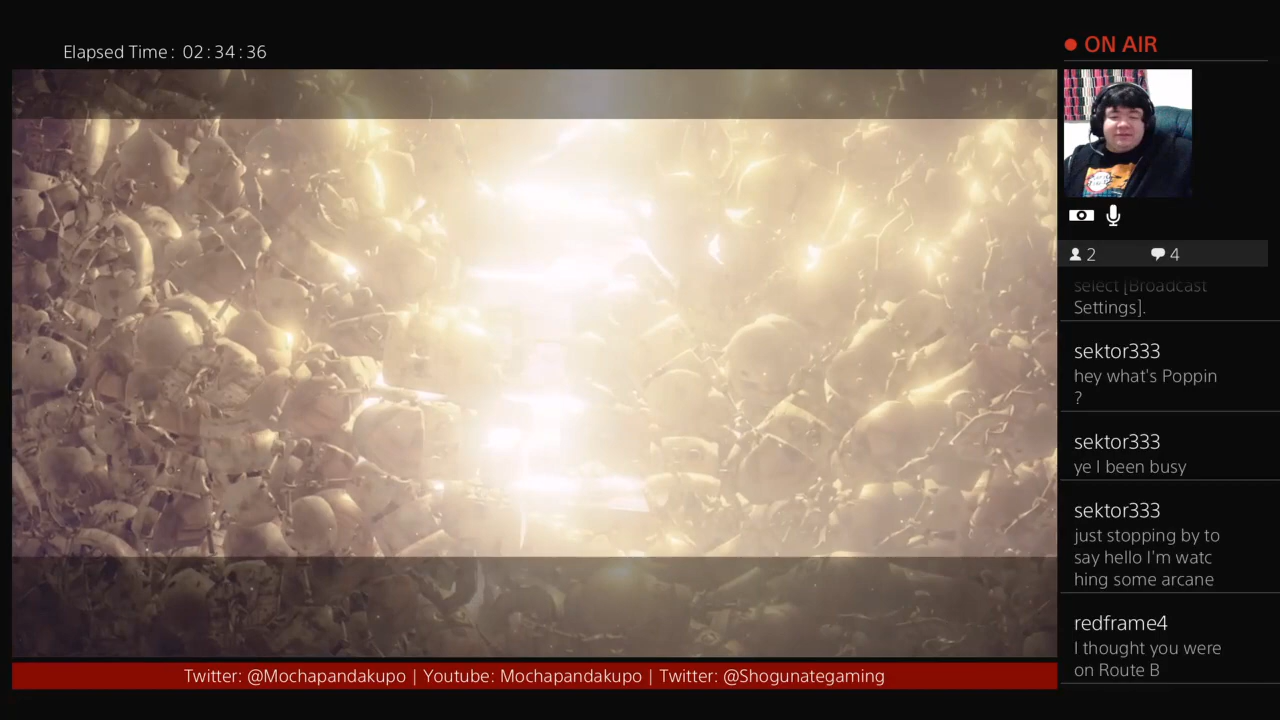 Elapsed Time: 02:34:36
ON AIR
2 4
select [Broadcast
Settings].
sektor333
hey what's Poppin
?
sektor333
ye I been busy
sektor333
just stopping by to
say hello I'm watc
hing some arcane
redframe4
I thought you were
on Route B
Twitter: @Mochapandakupo | Youtube: Mochapandakupo | Twitter: @Shogunategaming